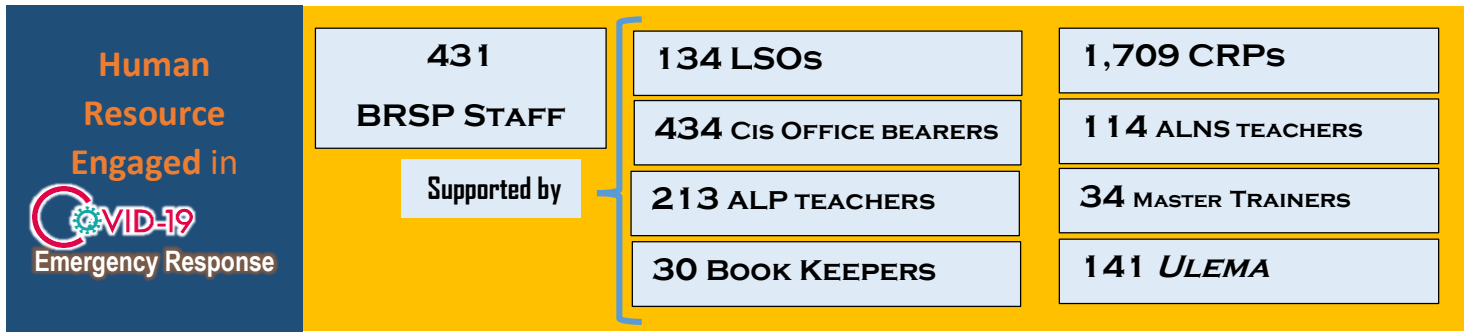 Human
Resource
Engaged in
COVID-19
Emergency Response
431
BRSP STAFF
Supported by
134 LSOs
434 CIS OFFICE BEARERS
213 ALP TEACHERS
30 BOOK KEEPERS
1,709 CRPs
114 ALNS TEACHERS
34 MASTER TRAINERS
141 ULEMA